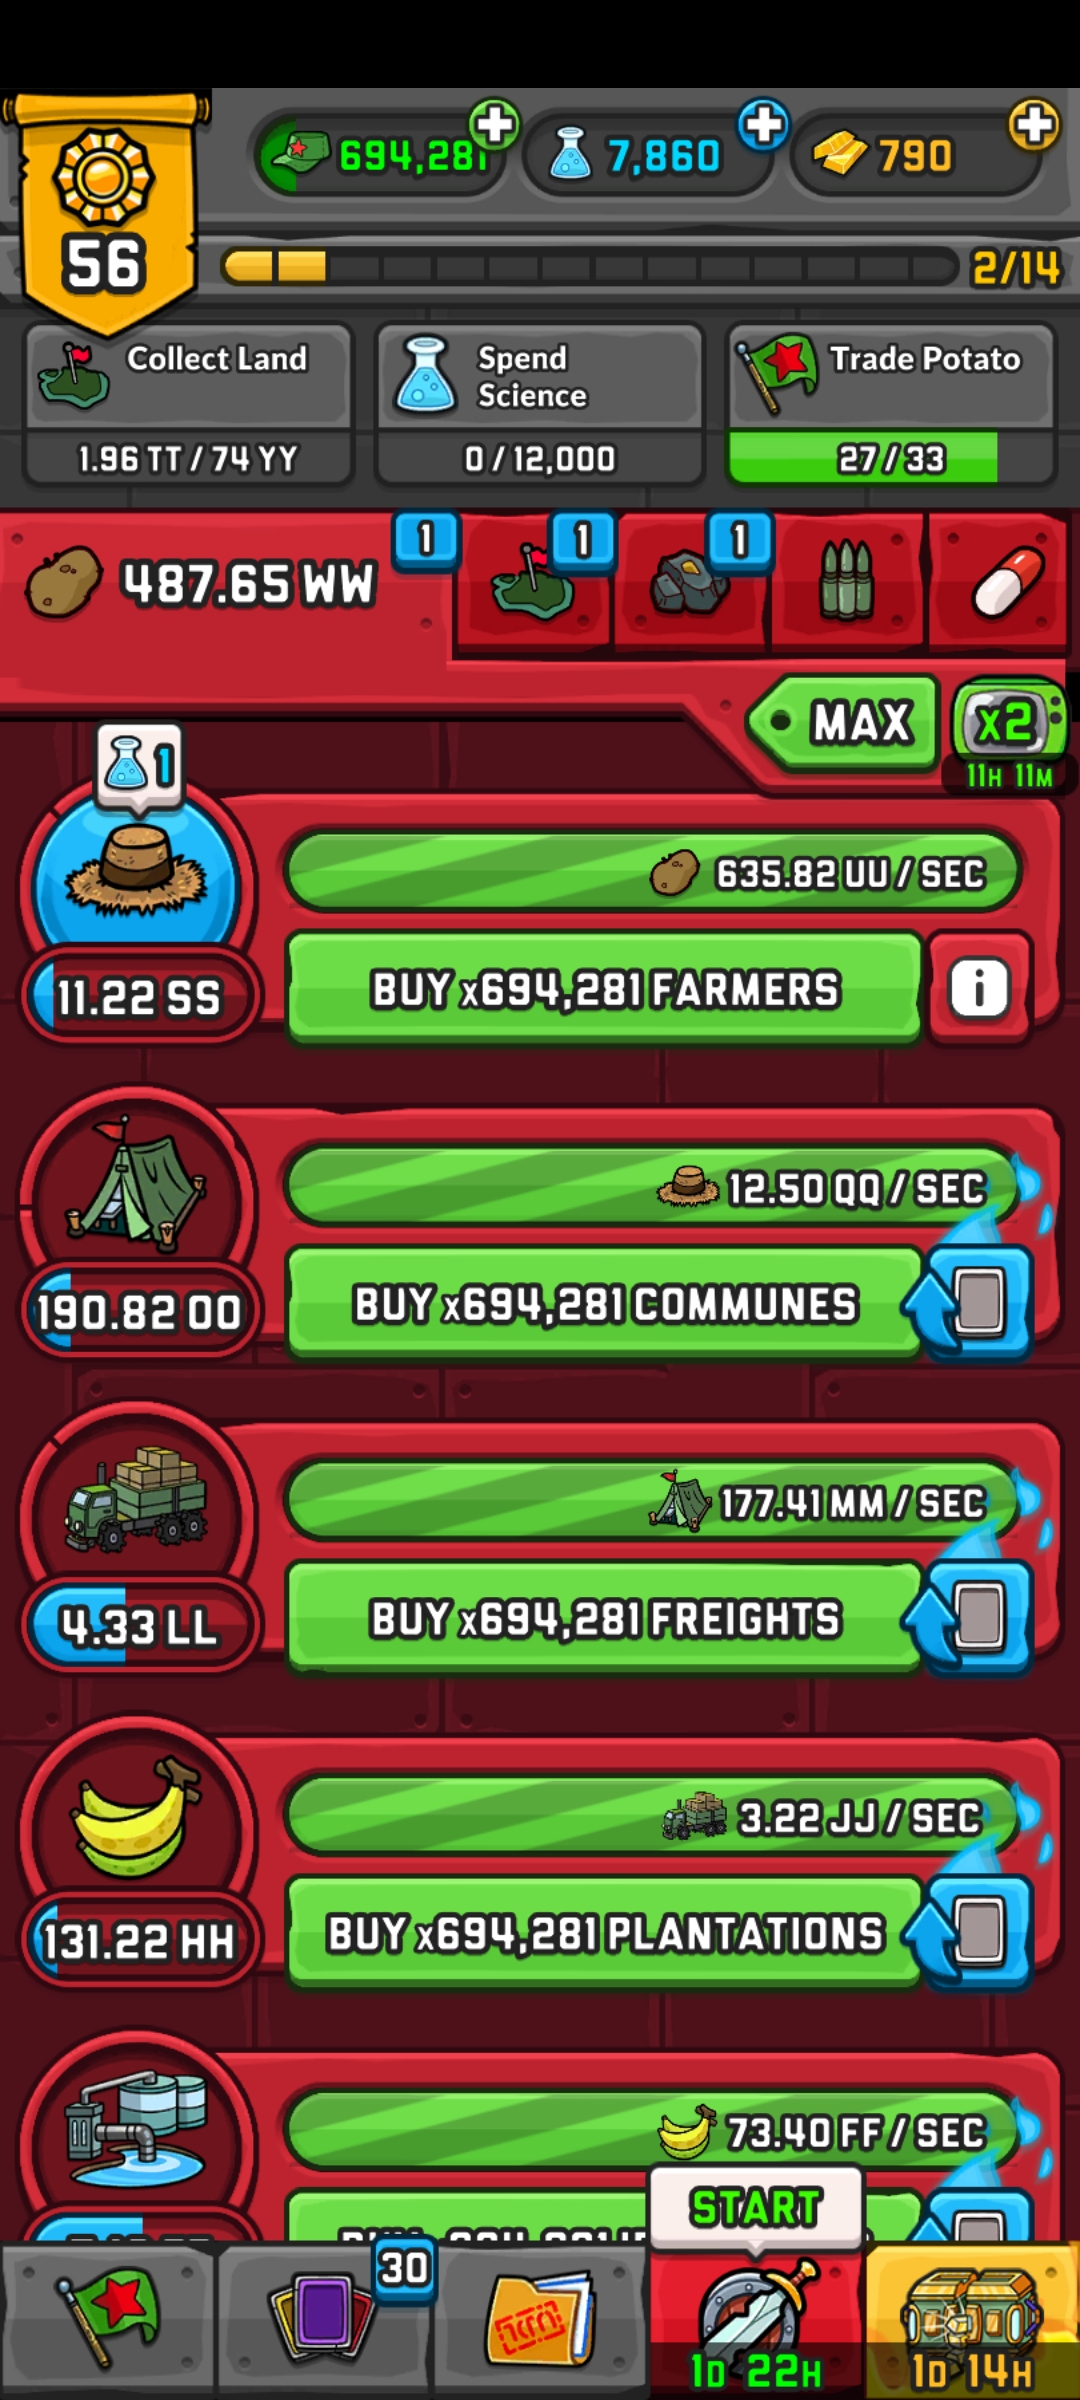 694,281
7,860
790
56
2/14
Collect Land
1.96 TT / 74 YY
Spend
Science
0 / 12,000
Trade Potato
27 / 33
487.65 WW
1
1
1
MAX
x2
11H 11M
1
635.82 UU / SEC
11.22 SS
BUY x694,281 FARMERS
i
12.50 QQ / SEC
190.82 OO
BUY x694,281 COMMUNES
177.41 MM / SEC
4.33 LL
BUY x694,281 FREIGHTS
3.22 JJ / SEC
131.22 HH
BUY x694,281 PLANTATIONS
73.40 FF / SEC
START
30
1D 22H
1D 14H